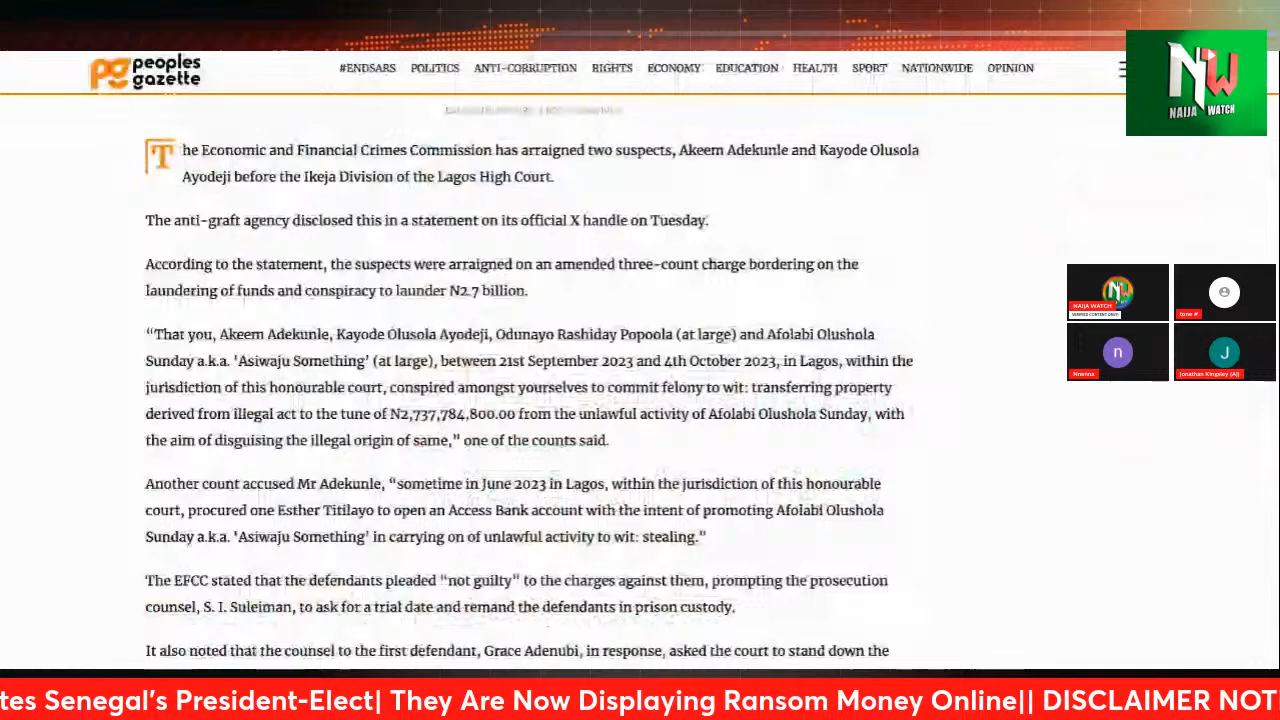 peoples
gazette
#ENDSARS POLITICS ANTI-CORRUPTION RIGHTS ECONOMY EDUCATION HEALTH SPORT NATIONWIDE OPINION
NW
NAIJA WATCH
The Economic and Financial Crimes Commission has arraigned two suspects, Akeem Adekunle and Kayode Olusola
Ayodeji before the Ikeja Division of the Lagos High Court.
The anti-graft agency disclosed this in a statement on its official X handle on Tuesday.
According to the statement, the suspects were arraigned on an amended three-count charge bordering on the
laundering of funds and conspiracy to launder N2.7 billion.
“That you, Akeem Adekunle, Kayode Olusola Ayodeji, Odunayo Rashiday Popoola (at large) and Afolabi Olushola
Sunday a.k.a. 'Asiwaju Something' (at large), between 21st September 2023 and 4th October 2023, in Lagos, within the
jurisdiction of this honourable court, conspired amongst yourselves to commit felony to wit: transferring property
derived from illegal act to the tune of N2,737,784,800.00 from the unlawful activity of Afolabi Olushola Sunday, with
the aim of disguising the illegal origin of same,” one of the counts said.
Another count accused Mr Adekunle, “sometime in June 2023 in Lagos, within the jurisdiction of this honourable
court, procured one Esther Titilayo to open an Access Bank account with the intent of promoting Afolabi Olushola
Sunday a.k.a. 'Asiwaju Something' in carrying on of unlawful activity to wit: stealing.”
The EFCC stated that the defendants pleaded “not guilty” to the charges against them, prompting the prosecution
counsel, S. I. Suleiman, to ask for a trial date and remand the defendants in prison custody.
It also noted that the counsel to the first defendant, Grace Adenubi, in response, asked the court to stand down the
NAIJA WATCH
tone #
n
Nnenna
J
Jonathan Kingsley (AJ)
tes Senegal's President-Elect| They Are Now Displaying Ransom Money Online|| DISCLAIMER NOT